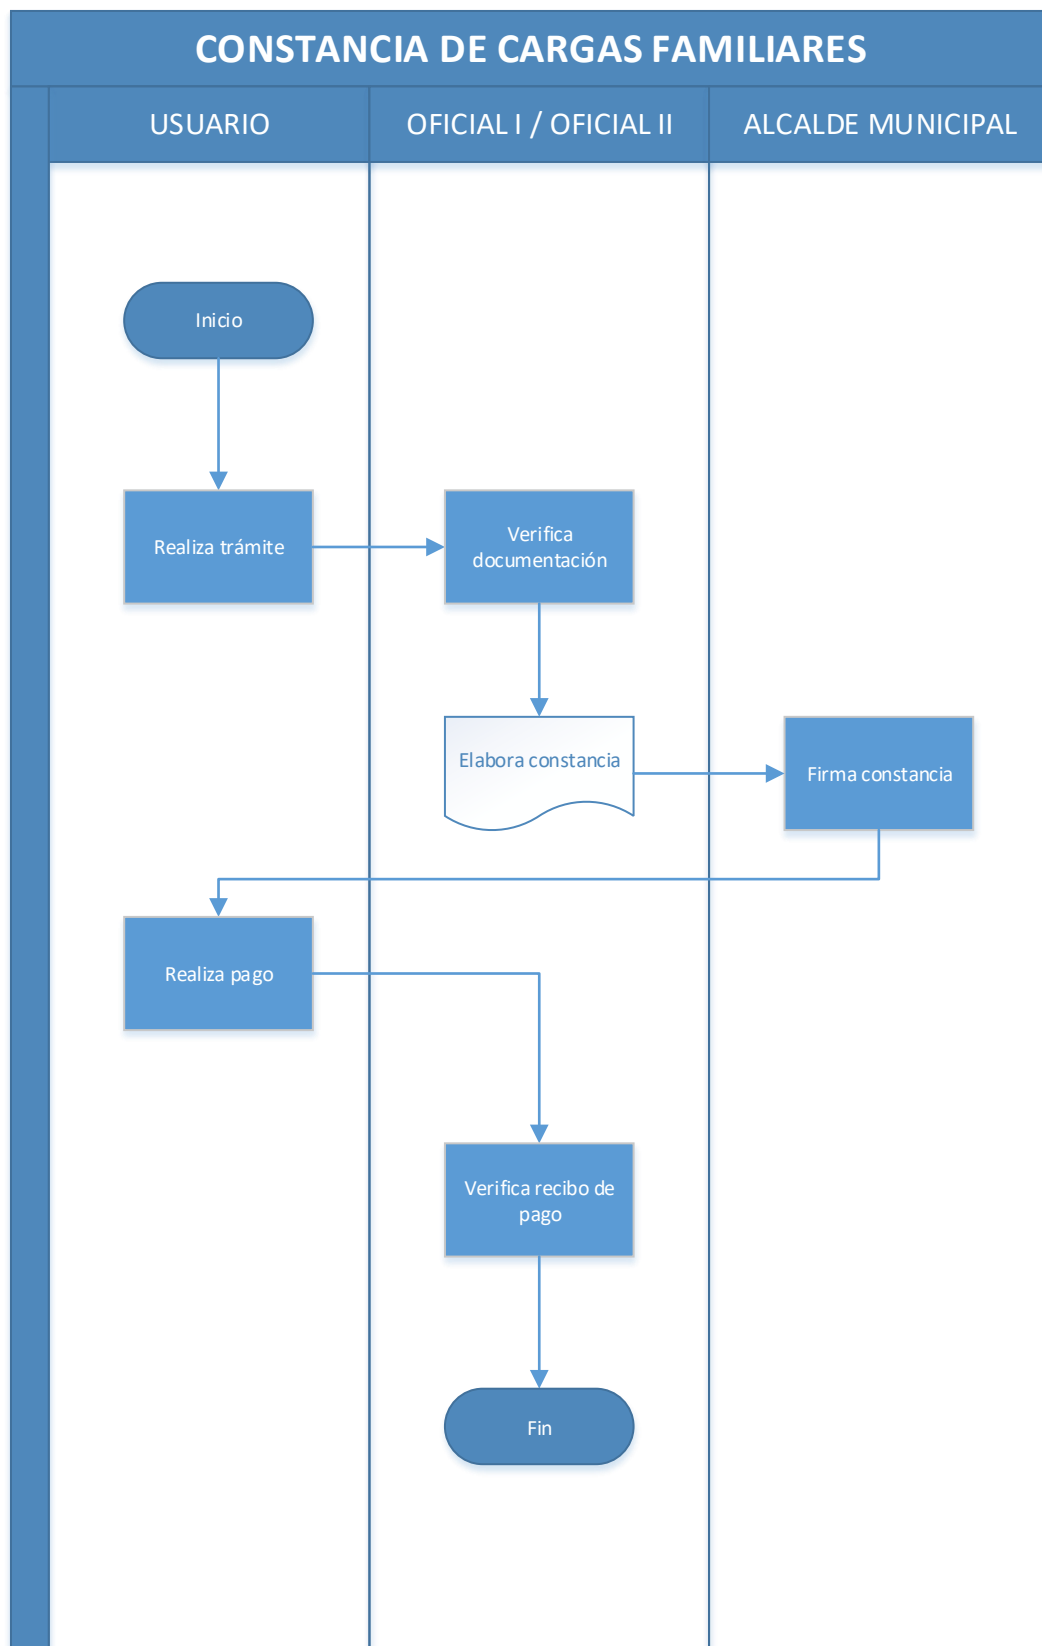 CONSTANCIA DE CARGAS FAMILIARES
USUARIO
OFICIAL I / OFICIAL II
ALCALDE MUNICIPAL
Inicio
Realiza trámite
Verifica
documentación
Elabora constancia
Firma constancia
Realiza pago
Verifica recibo de
pago
Fin